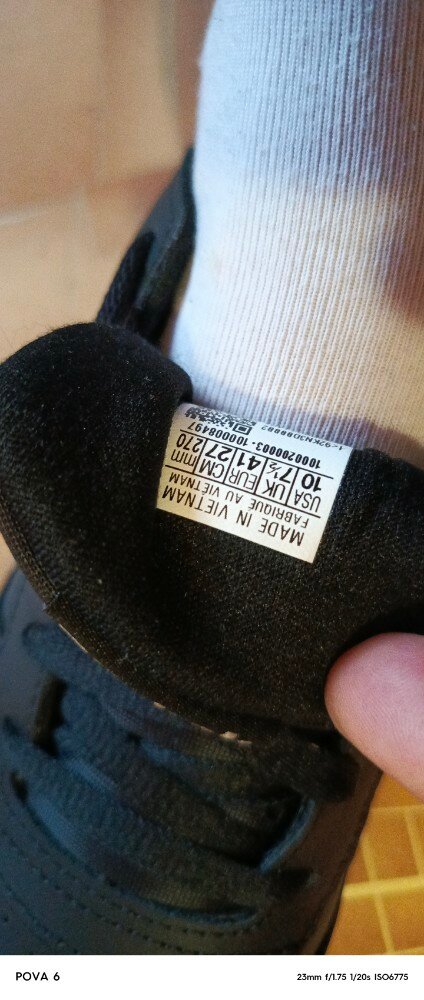 MADE IN VIETNAM
FABRIQUÉ AU VIETNAM
USA UK EUR CM mm
10 7½ 41 27 270
1000200003-100008497
POVA 6
23mm f/1.75 1/20s ISO6775